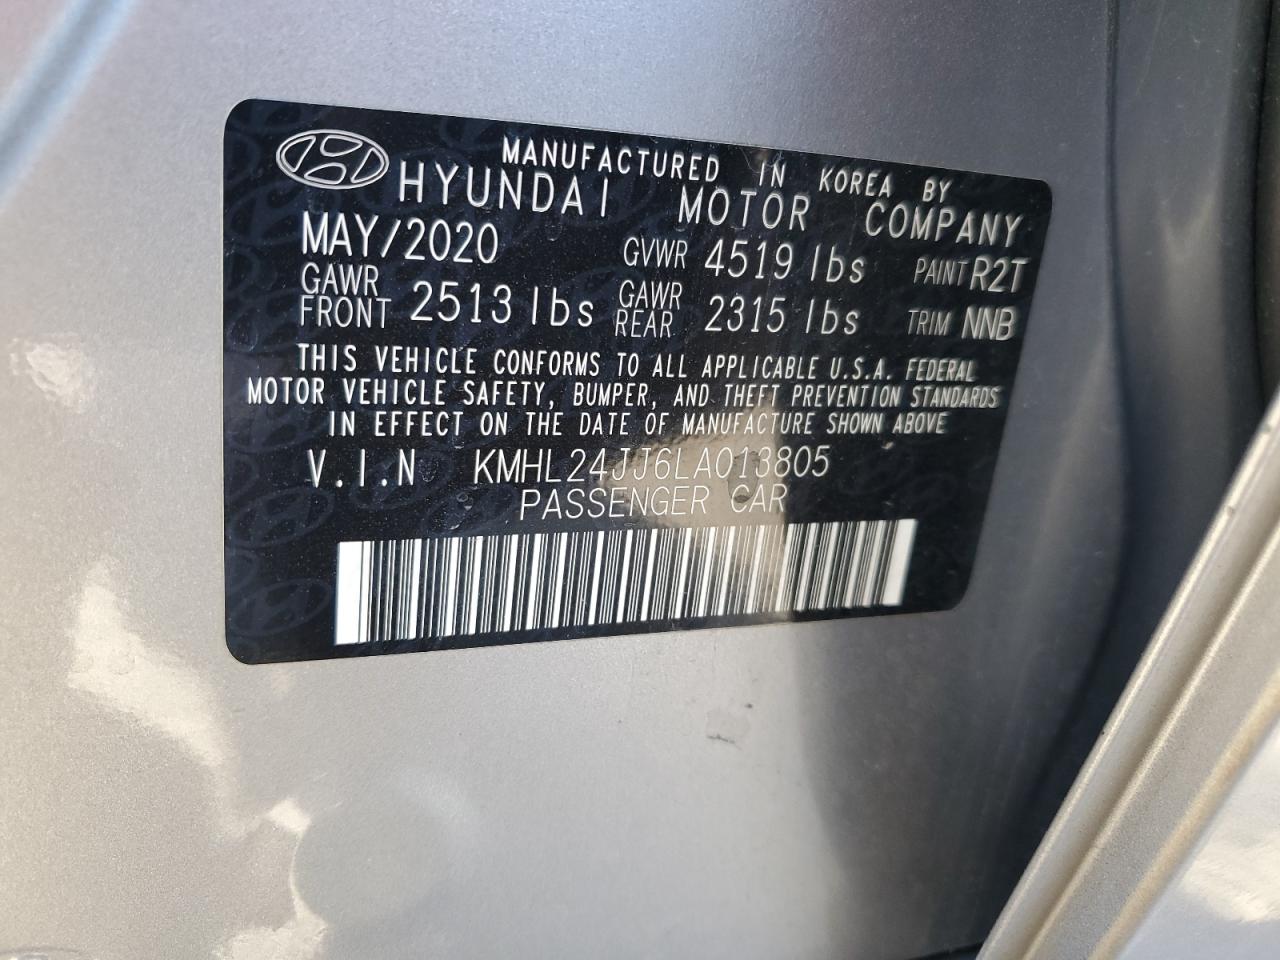 MANUFACTURED IN KOREA BY
HYUNDAI MOTOR COMPANY
MAY/2020 GVWR 4519 lbs PAINT R2T
GAWR FRONT 2513 lbs GAWR REAR 2315 lbs TRIM NNB
THIS VEHICLE CONFORMS TO ALL APPLICABLE U.S.A. FEDERAL
MOTOR VEHICLE SAFETY, BUMPER, AND THEFT PREVENTION STANDARDS
IN EFFECT ON THE DATE OF MANUFACTURE SHOWN ABOVE
V.I.N KMHL24JJ6LA013805
PASSENGER CAR